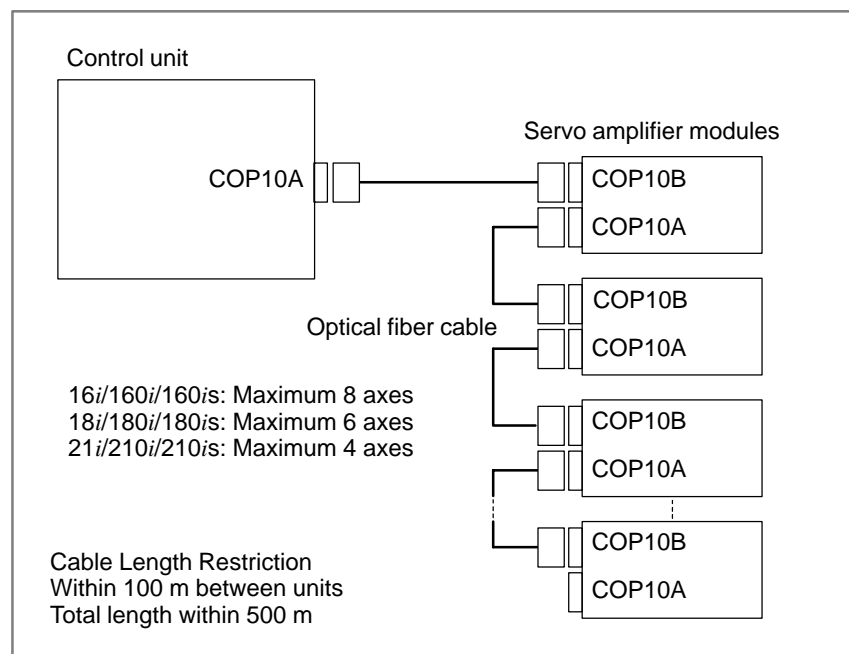 Control unit
Servo amplifier modules
COP10A
COP10B
COP10A
COP10B
Optical fiber cable
COP10A
16i/160i/160is: Maximum 8 axes
18i/180i/180is: Maximum 6 axes
21i/210i/210is: Maximum 4 axes
COP10B
COP10A
COP10B
COP10A
Cable Length Restriction
Within 100 m between units
Total length within 500 m